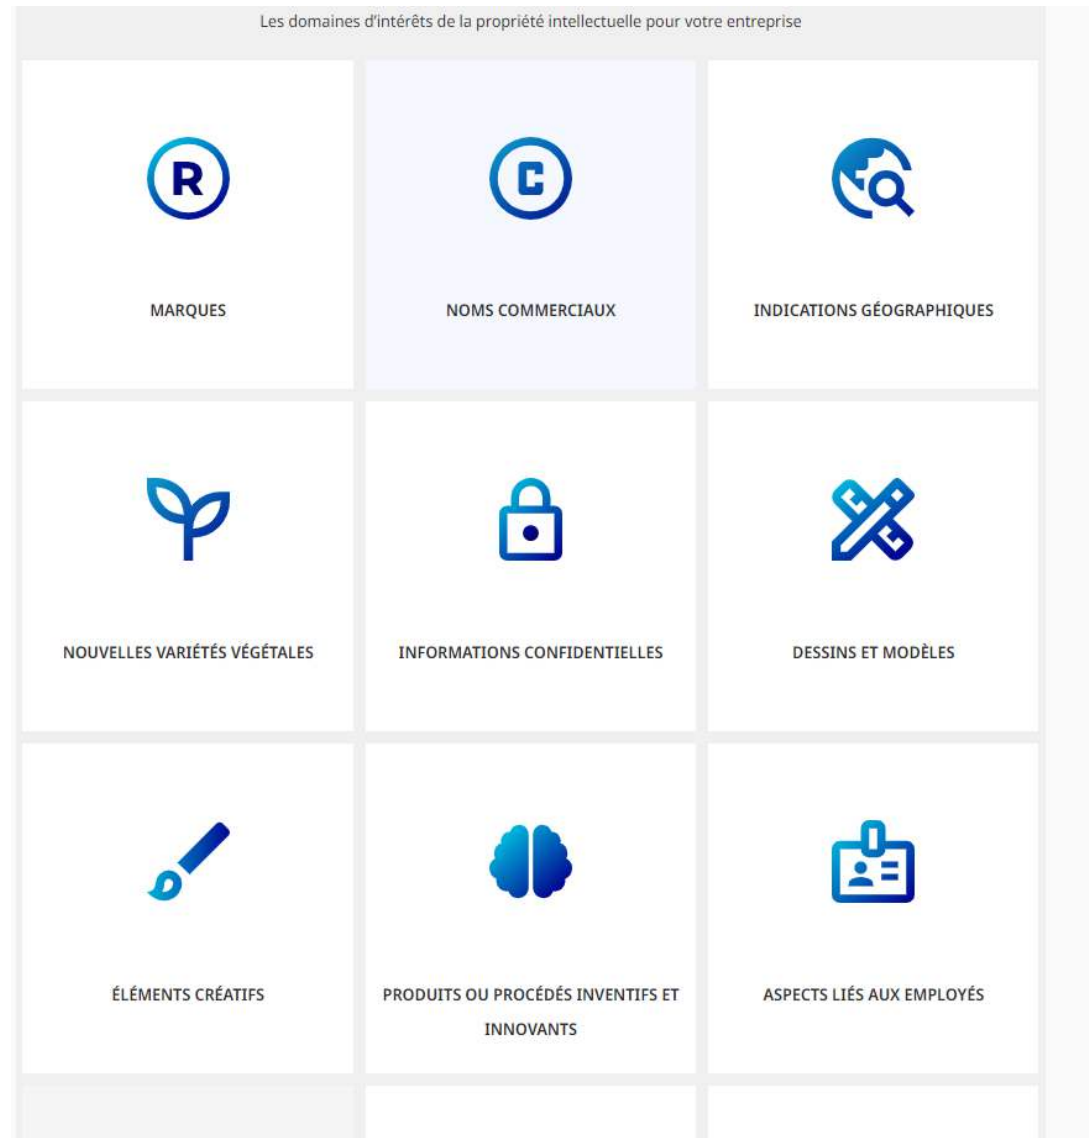 Les domaines d’intérêts de la propriété intellectuelle pour votre entreprise
R
C
MARQUES
NOMS COMMERCIAUX
INDICATIONS GÉOGRAPHIQUES
NOUVELLES VARIÉTÉS VÉGÉTALES
INFORMATIONS CONFIDENTIELLES
DESSINS ET MODÈLES
ÉLÉMENTS CRÉATIFS
PRODUITS OU PROCÉDÉS INVENTIFS ET
INNOVANTS
ASPECTS LIÉS AUX EMPLOYÉS